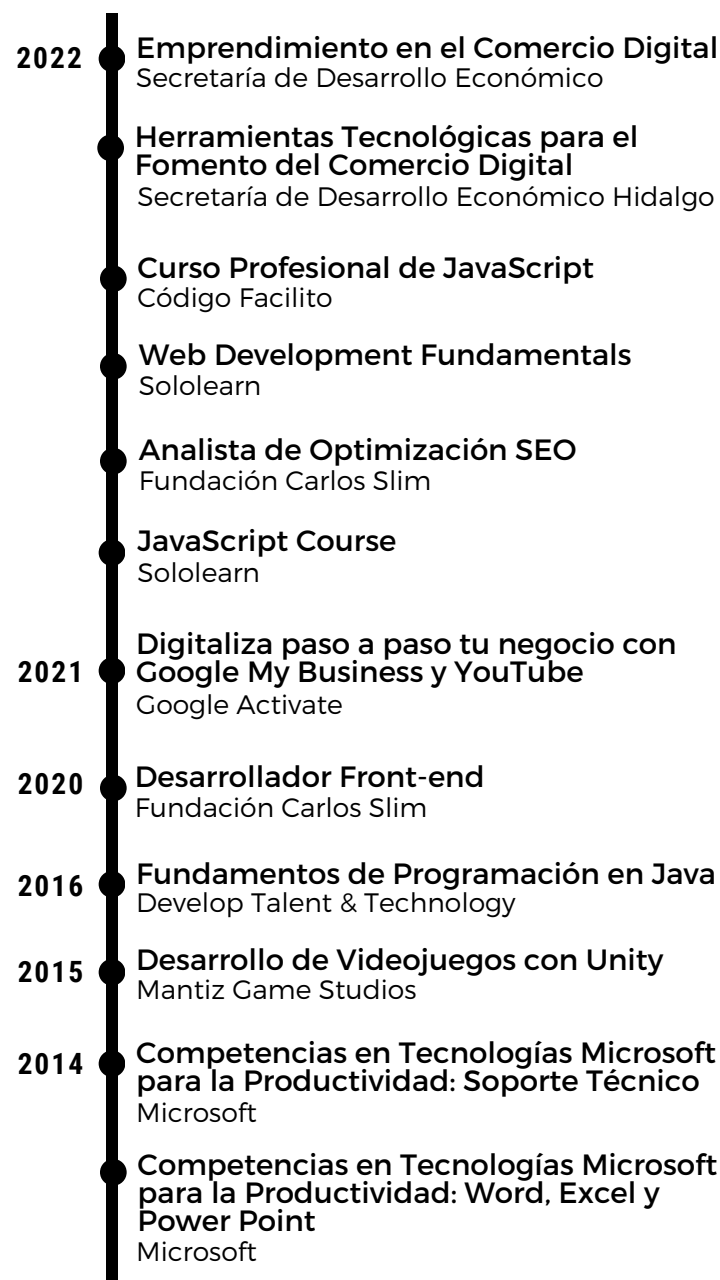 2022
Emprendimiento en el Comercio Digital
Secretaría de Desarrollo Económico
Herramientas Tecnológicas para el
Fomento del Comercio Digital
Secretaría de Desarrollo Económico Hidalgo
Curso Profesional de JavaScript
Código Facilito
Web Development Fundamentals
Sololearn
Analista de Optimización SEO
Fundación Carlos Slim
JavaScript Course
Sololearn
2021
Digitaliza paso a paso tu negocio con
Google My Business y YouTube
Google Activate
2020
Desarrollador Front-end
Fundación Carlos Slim
2016
Fundamentos de Programación en Java
Develop Talent & Technology
2015
Desarrollo de Videojuegos con Unity
Mantiz Game Studios
2014
Competencias en Tecnologías Microsoft
para la Productividad: Soporte Técnico
Microsoft
Competencias en Tecnologías Microsoft
para la Productividad: Word, Excel y
Power Point
Microsoft